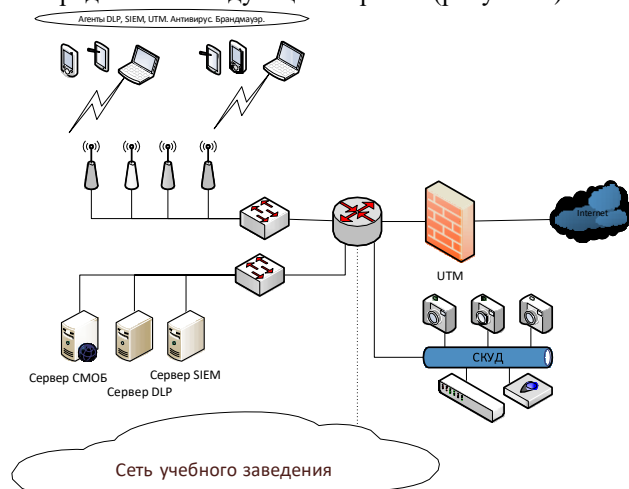 Агенты DLP, SIEM, UTM. Антивирус. Брандмауэр.
Internet
UTM
СКУД
Сервер СМОБ
Сервер DLP
Сервер SIEM
Сеть учебного заведения